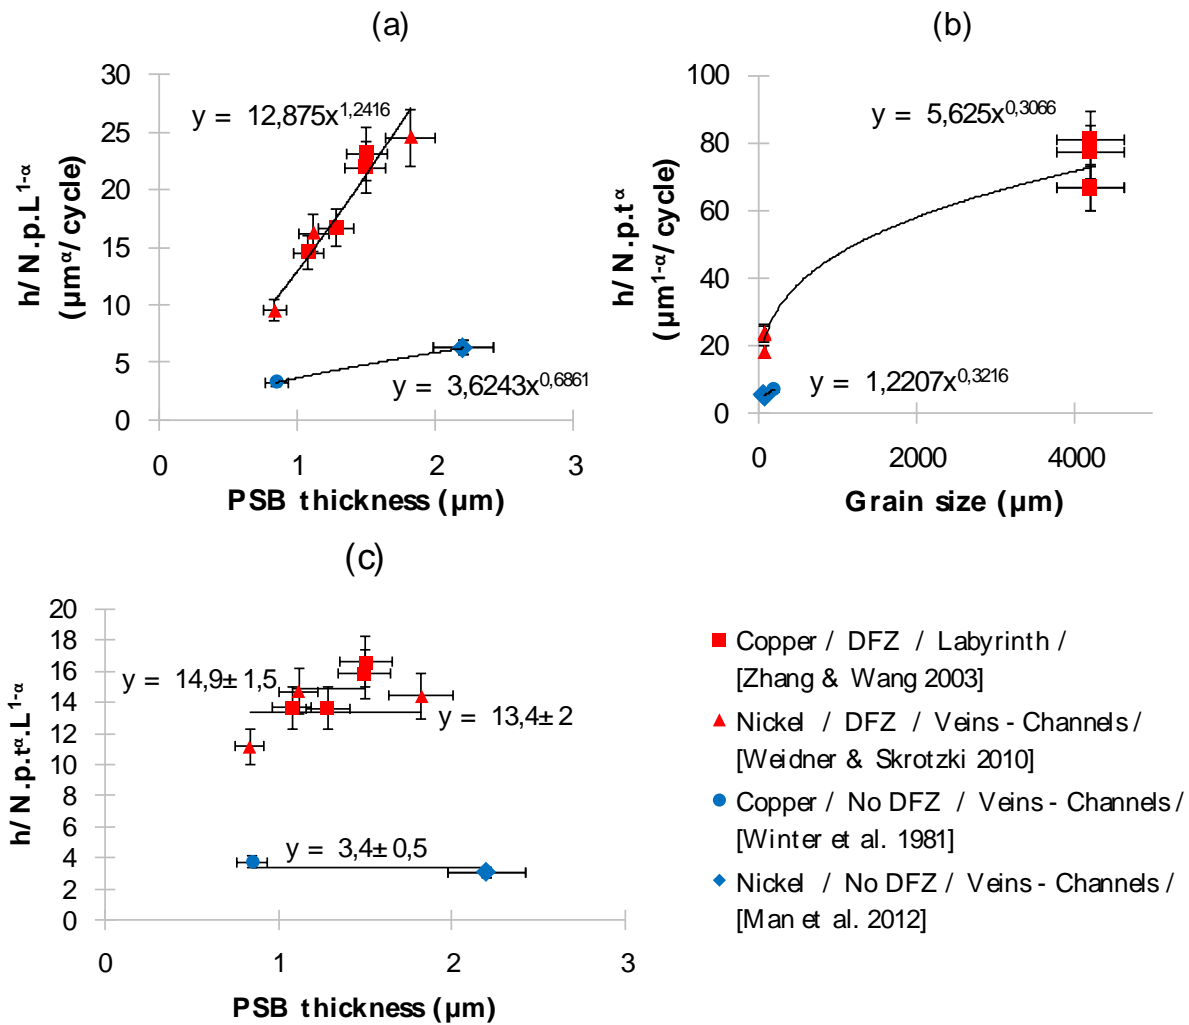 (a)
30
25
20
15
10
5
0
0
1
2
3
y = 12,875x^1,2416
y = 3,6243x^0,6861
h/ N.p.L^1-α
(µm^α/ cycle)
PSB thickness (µm)
(b)
100
80
60
40
20
0
0
2000
4000
y = 5,625x^0,3066
y = 1,2207x^0,3216
h/ N.p.t^α
(µm^1-α/cycle)
Grain size (µm)
(c)
20
18
16
14
12
10
8
6
4
2
0
0
1
2
3
y = 14,9± 1,5
y = 13,4± 2
y = 3,4± 0,5
h/ N.p.t^α.L^1-α
PSB thickness (µm)
Copper / DFZ / Labyrinth /
[Zhang & Wang 2003]
Nickel / DFZ / Veins - Channels /
[Weidner & Skrotzki 2010]
Copper / No DFZ / Veins - Channels /
[Winter et al. 1981]
Nickel / No DFZ / Veins - Channels /
[Man et al. 2012]